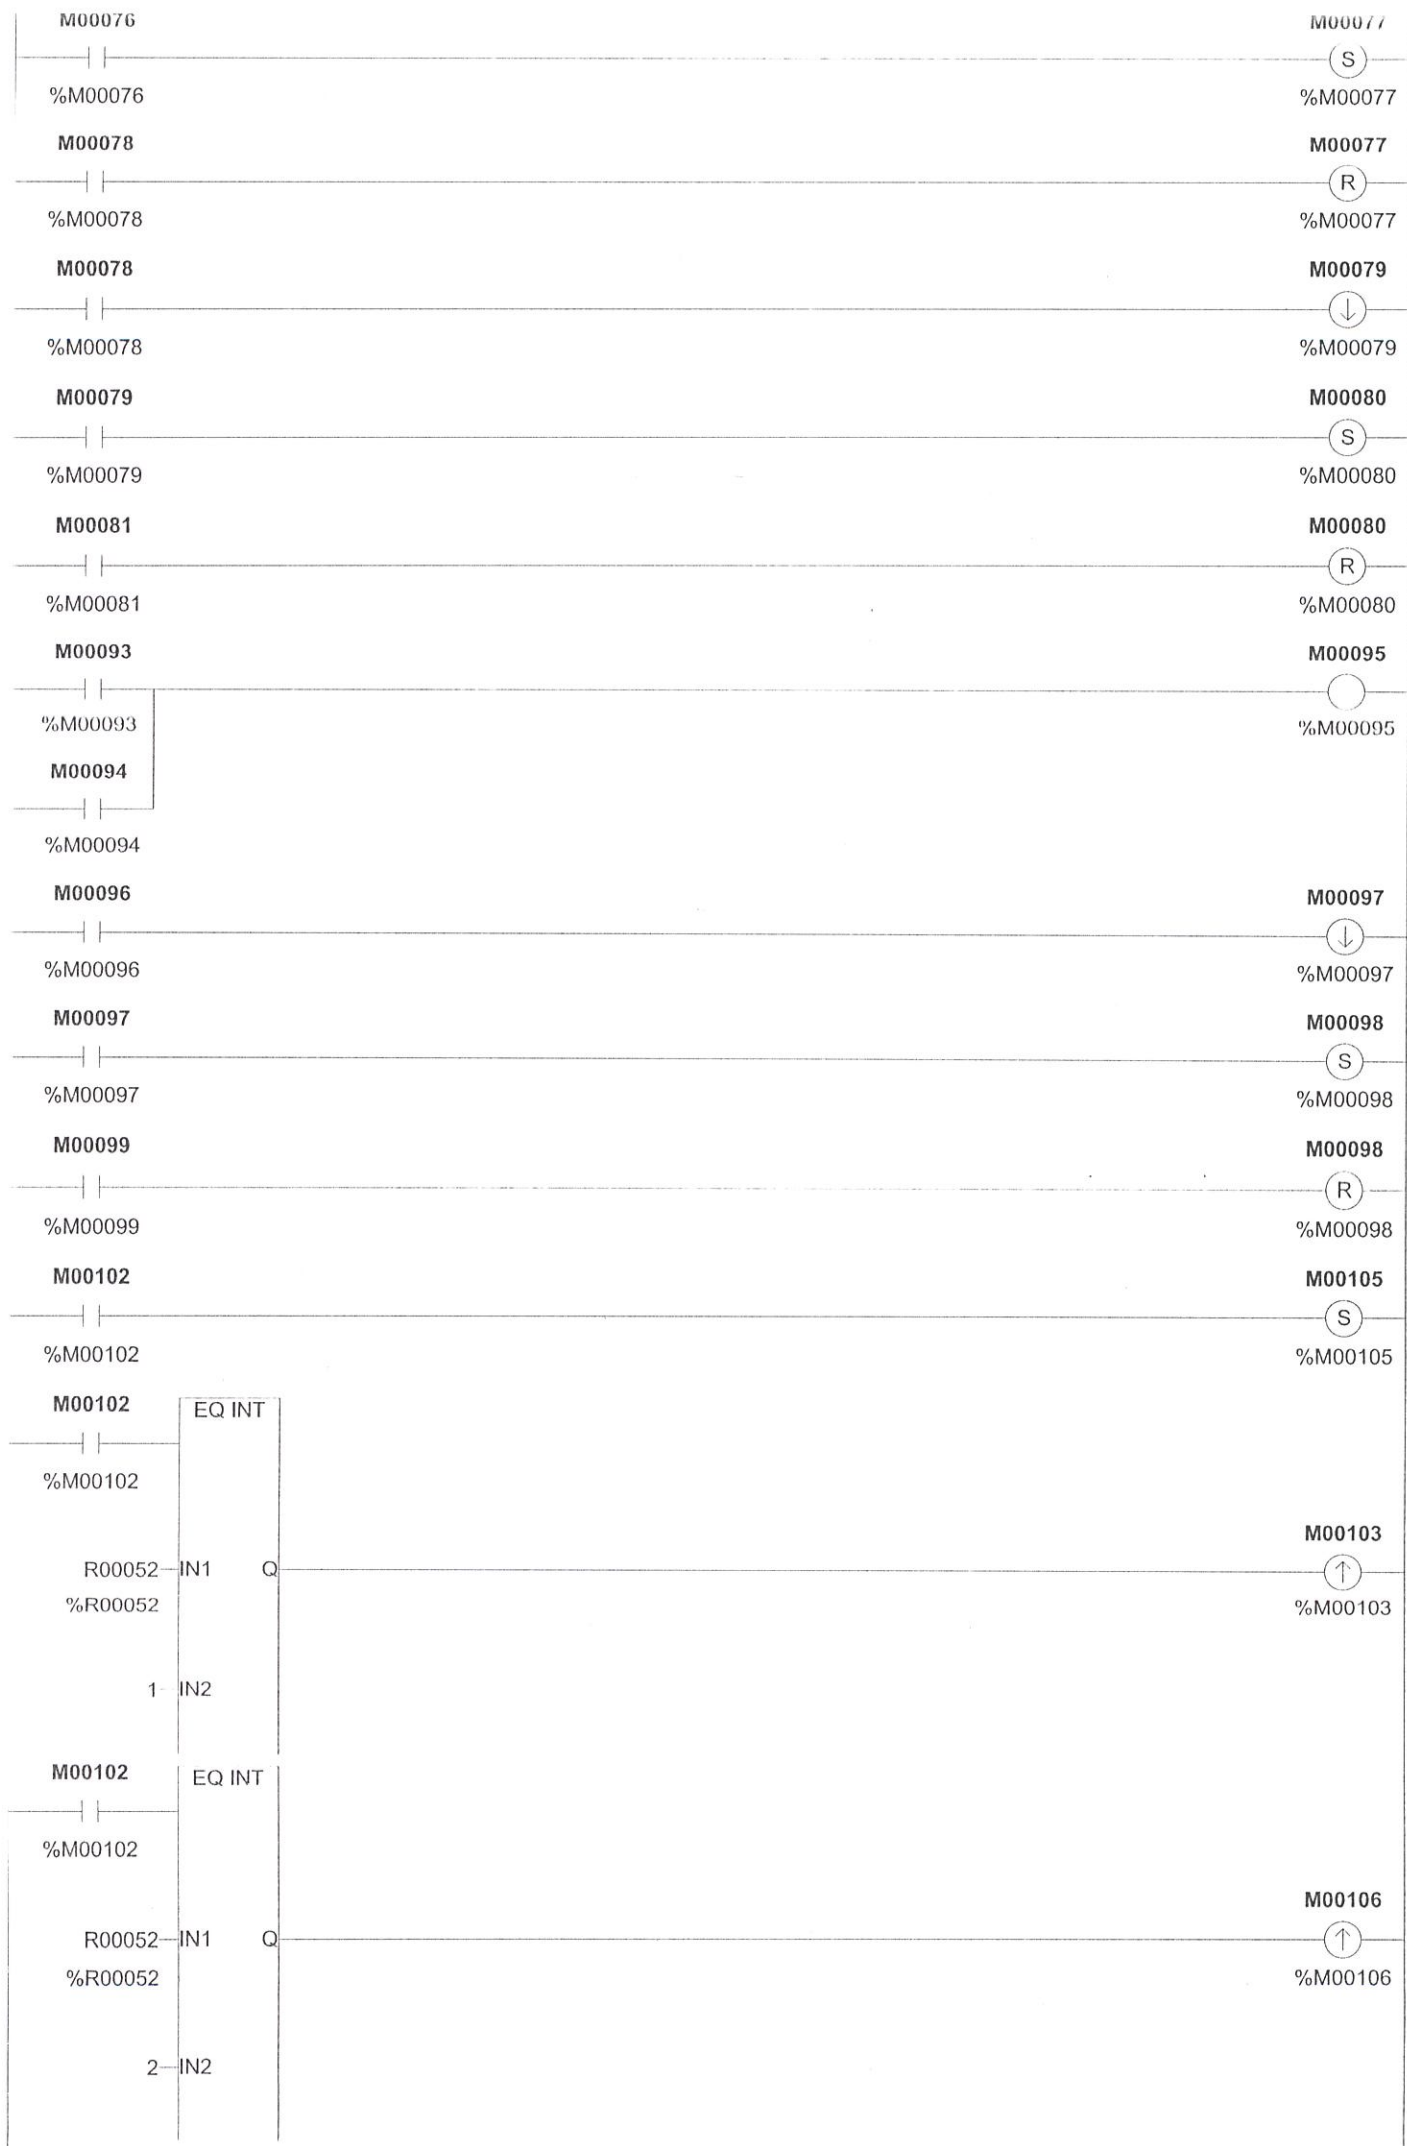 M00076 M00077
S
%M00076 %M00077
M00078 M00077
R
%M00078 %M00077
M00078 M00079
↓
%M00078 %M00079
M00079 M00080
S
%M00079 %M00080
M00081 M00080
R
%M00081 %M00080
M00093 M00095
%M00093 %M00095
M00094
%M00094
M00096 M00097
↓
%M00096 %M00097
M00097 M00098
S
%M00097 %M00098
M00099 M00098
R
%M00099 %M00098
M00102 M00105
S
%M00102 %M00105
M00102 EQ INT
%M00102
M00103
R00052 IN1 Q ↑
%R00052 %M00103
1 IN2
M00102 EQ INT
%M00102
M00106
R00052 IN1 Q ↑
%R00052 %M00106
2 IN2